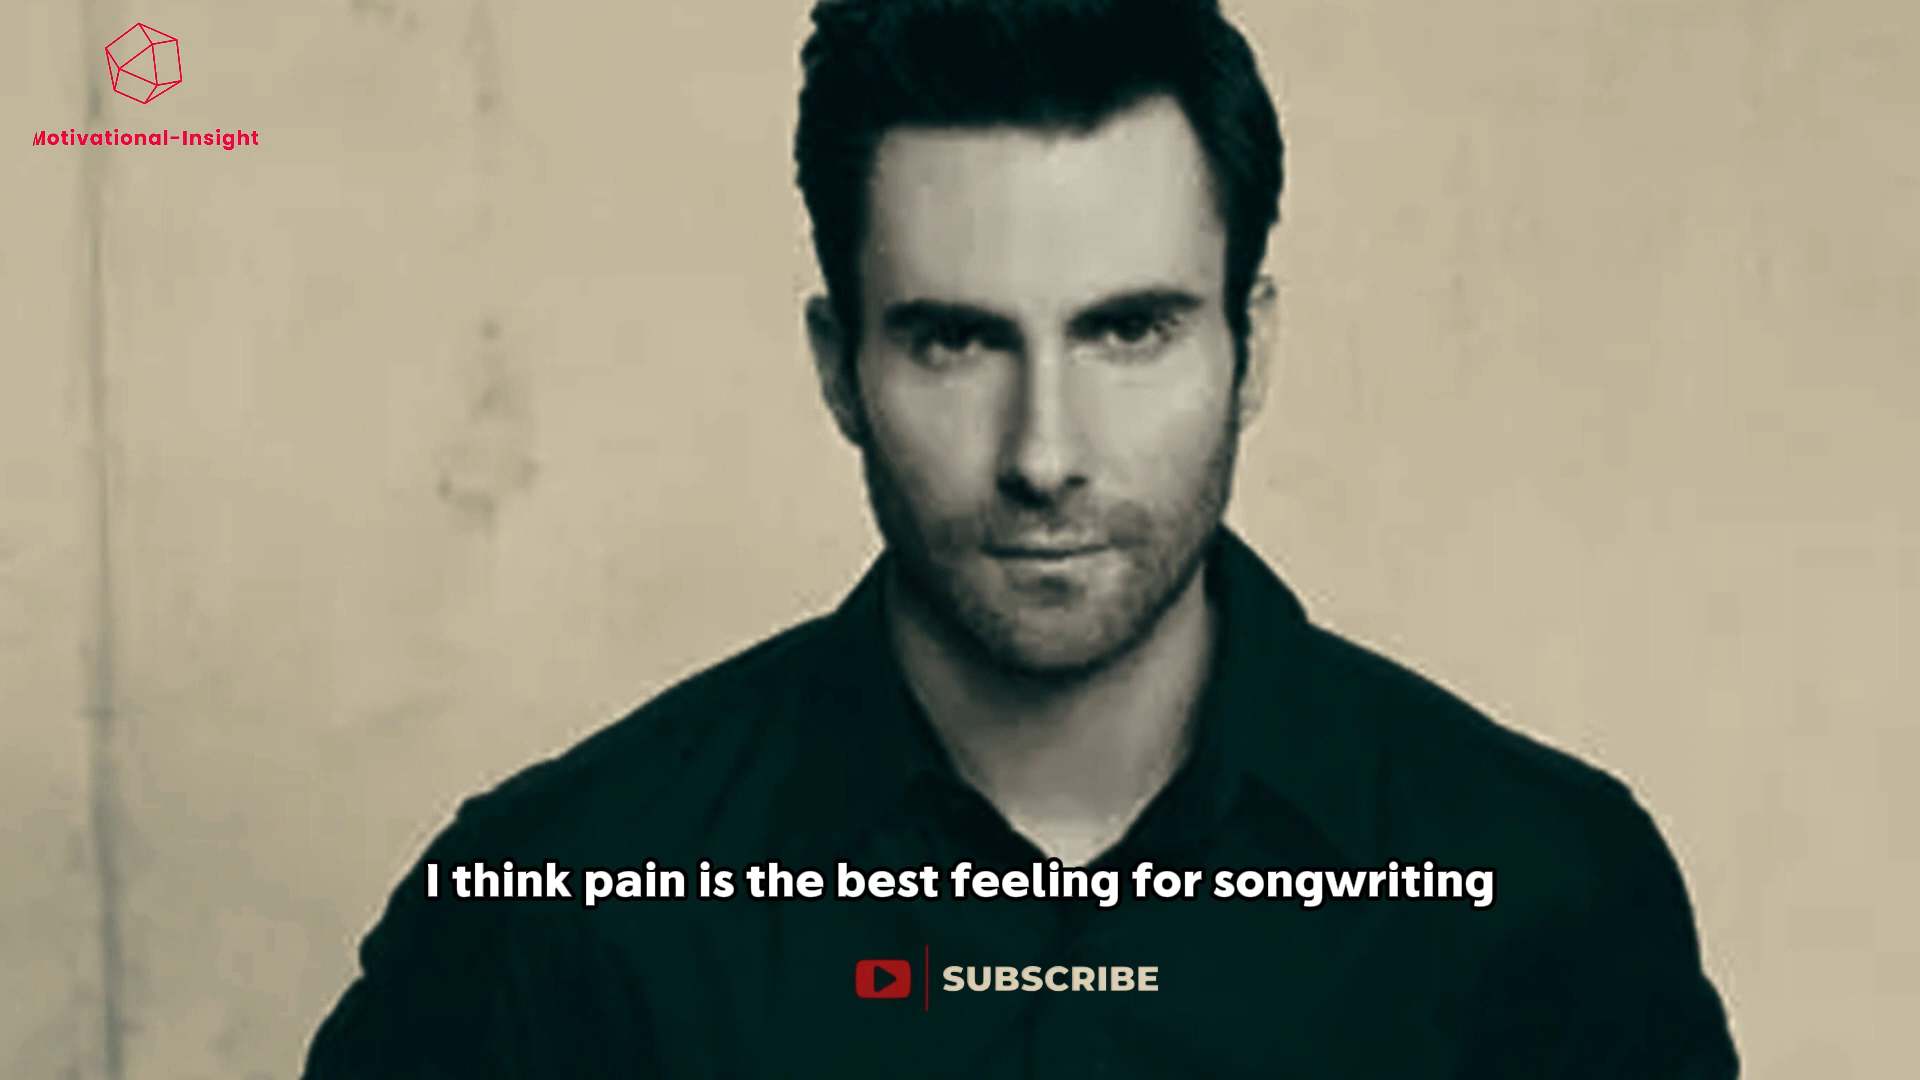 Motivational-Insight
I think pain is the best feeling for songwriting
SUBSCRIBE